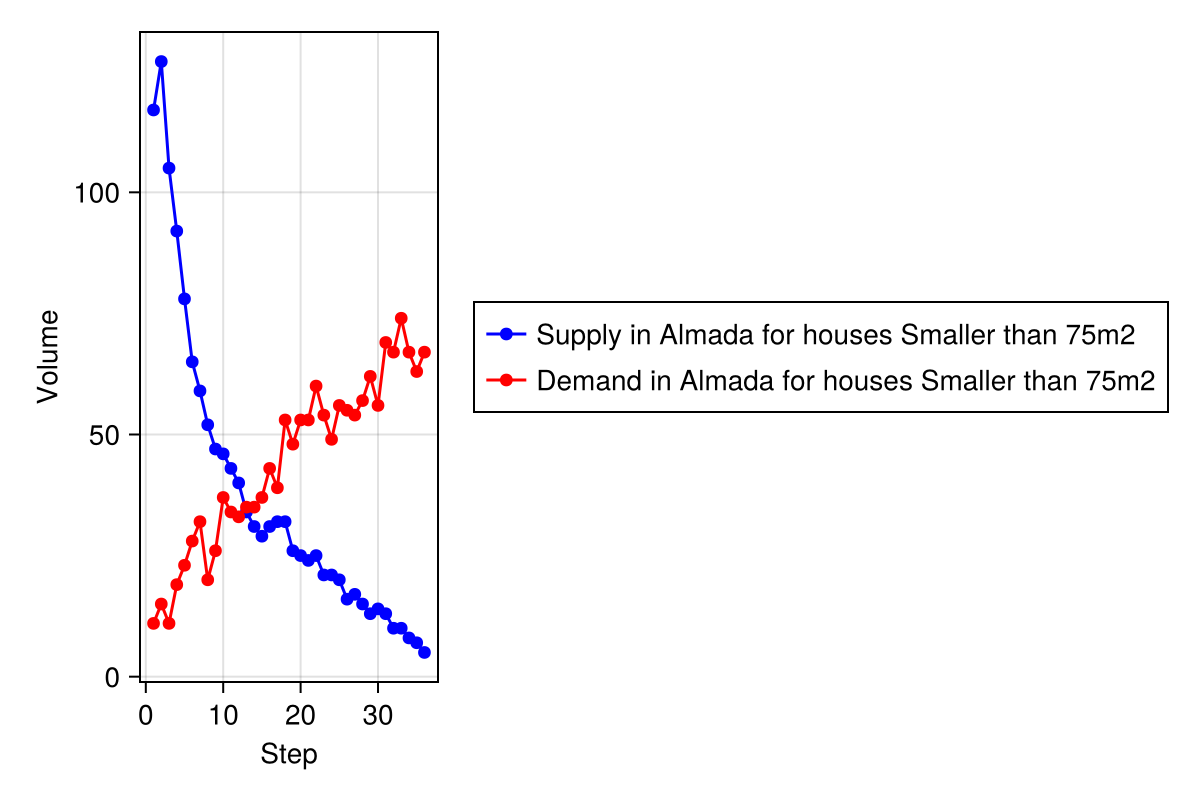 Volume
100
50
0
0 10 20 30
Step
Supply in Almada for houses Smaller than 75m2
Demand in Almada for houses Smaller than 75m2